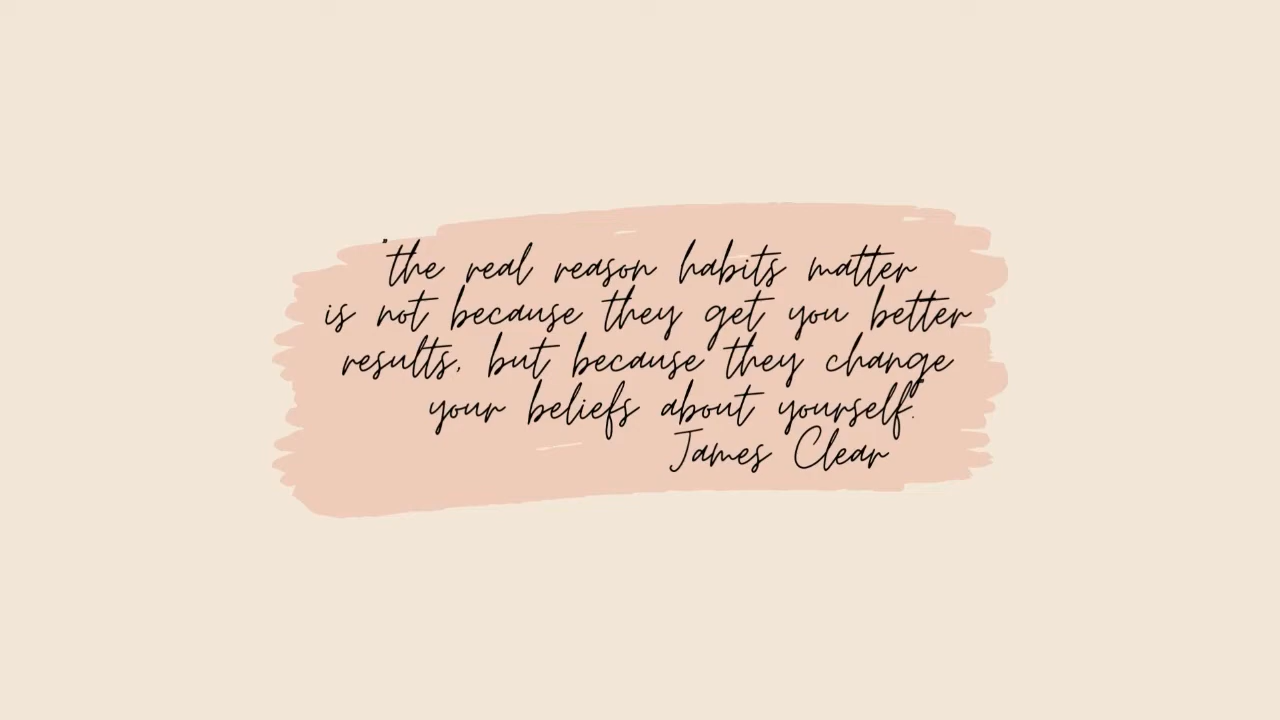 "the real reason habits matter
is not because they get you better
results, but because they change
your beliefs about yourself."
James Clear